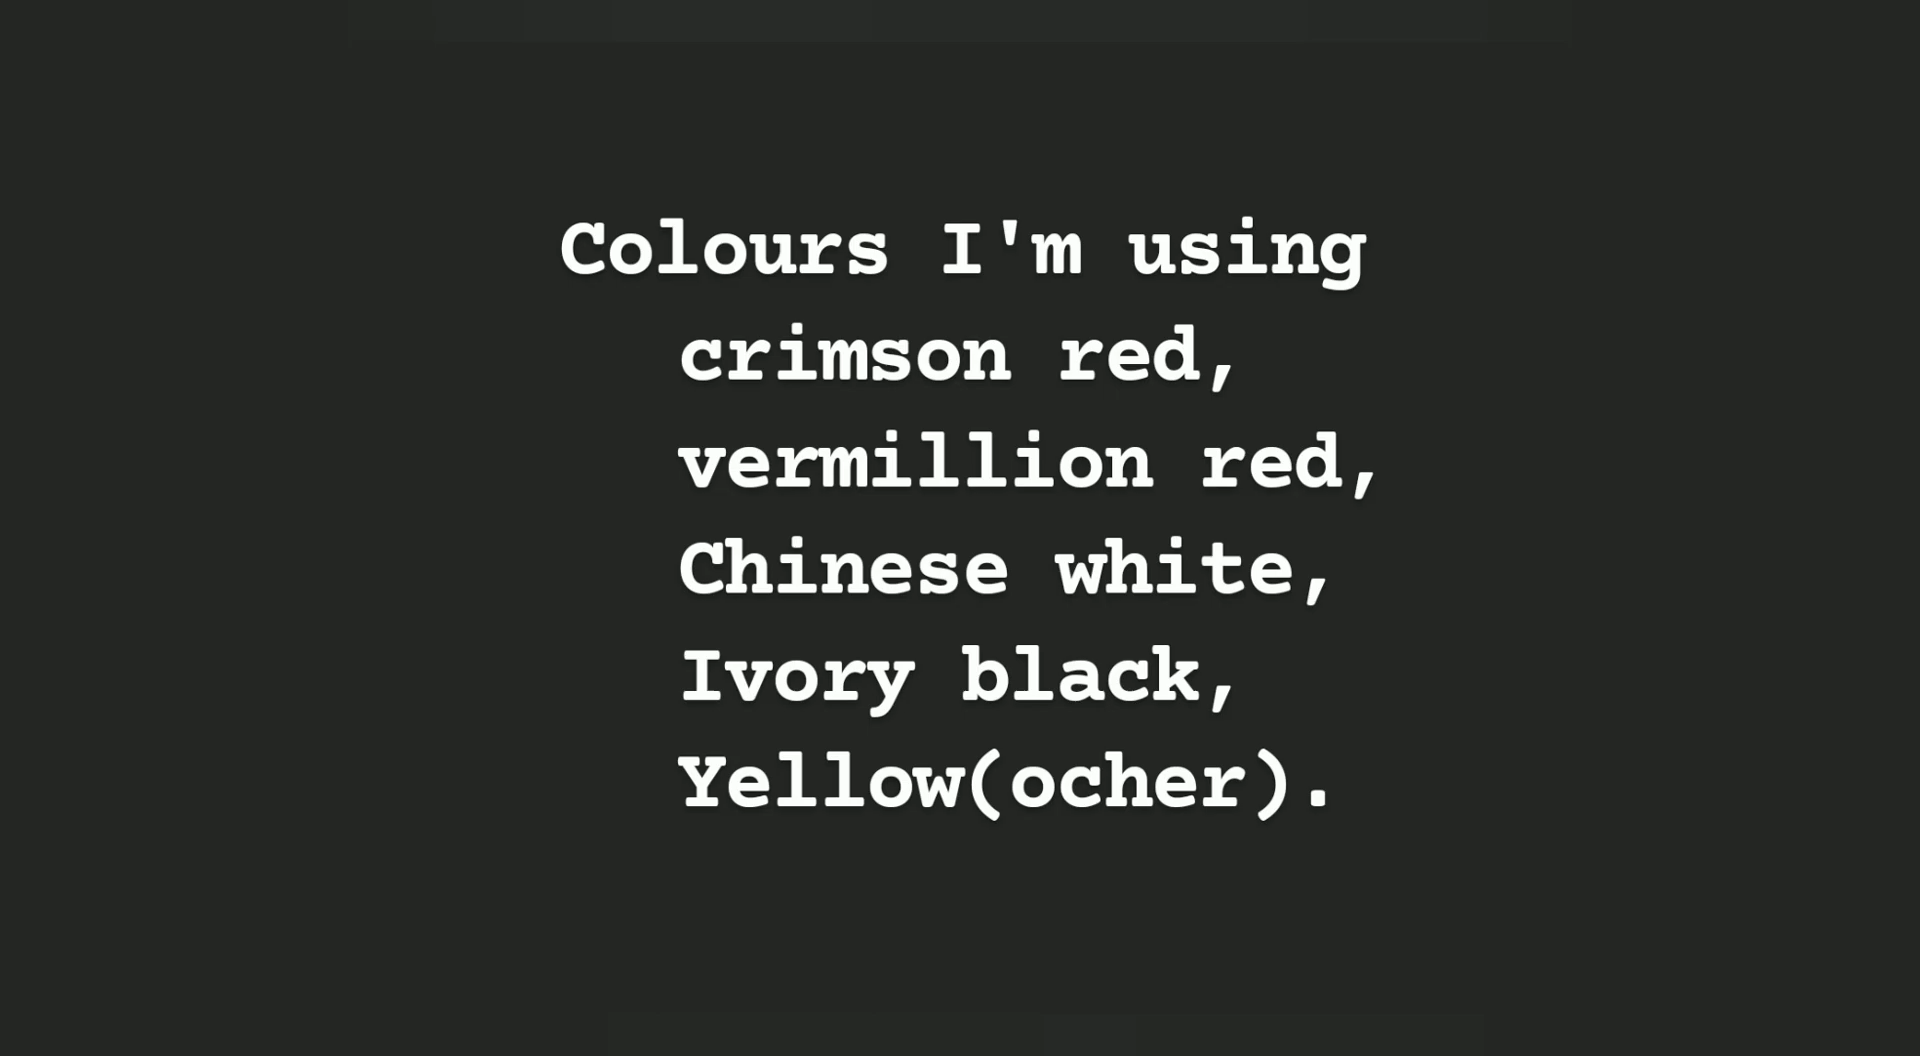 Colours I'm using
crimson red,
vermillion red,
Chinese white,
Ivory black,
Yellow(ocher).